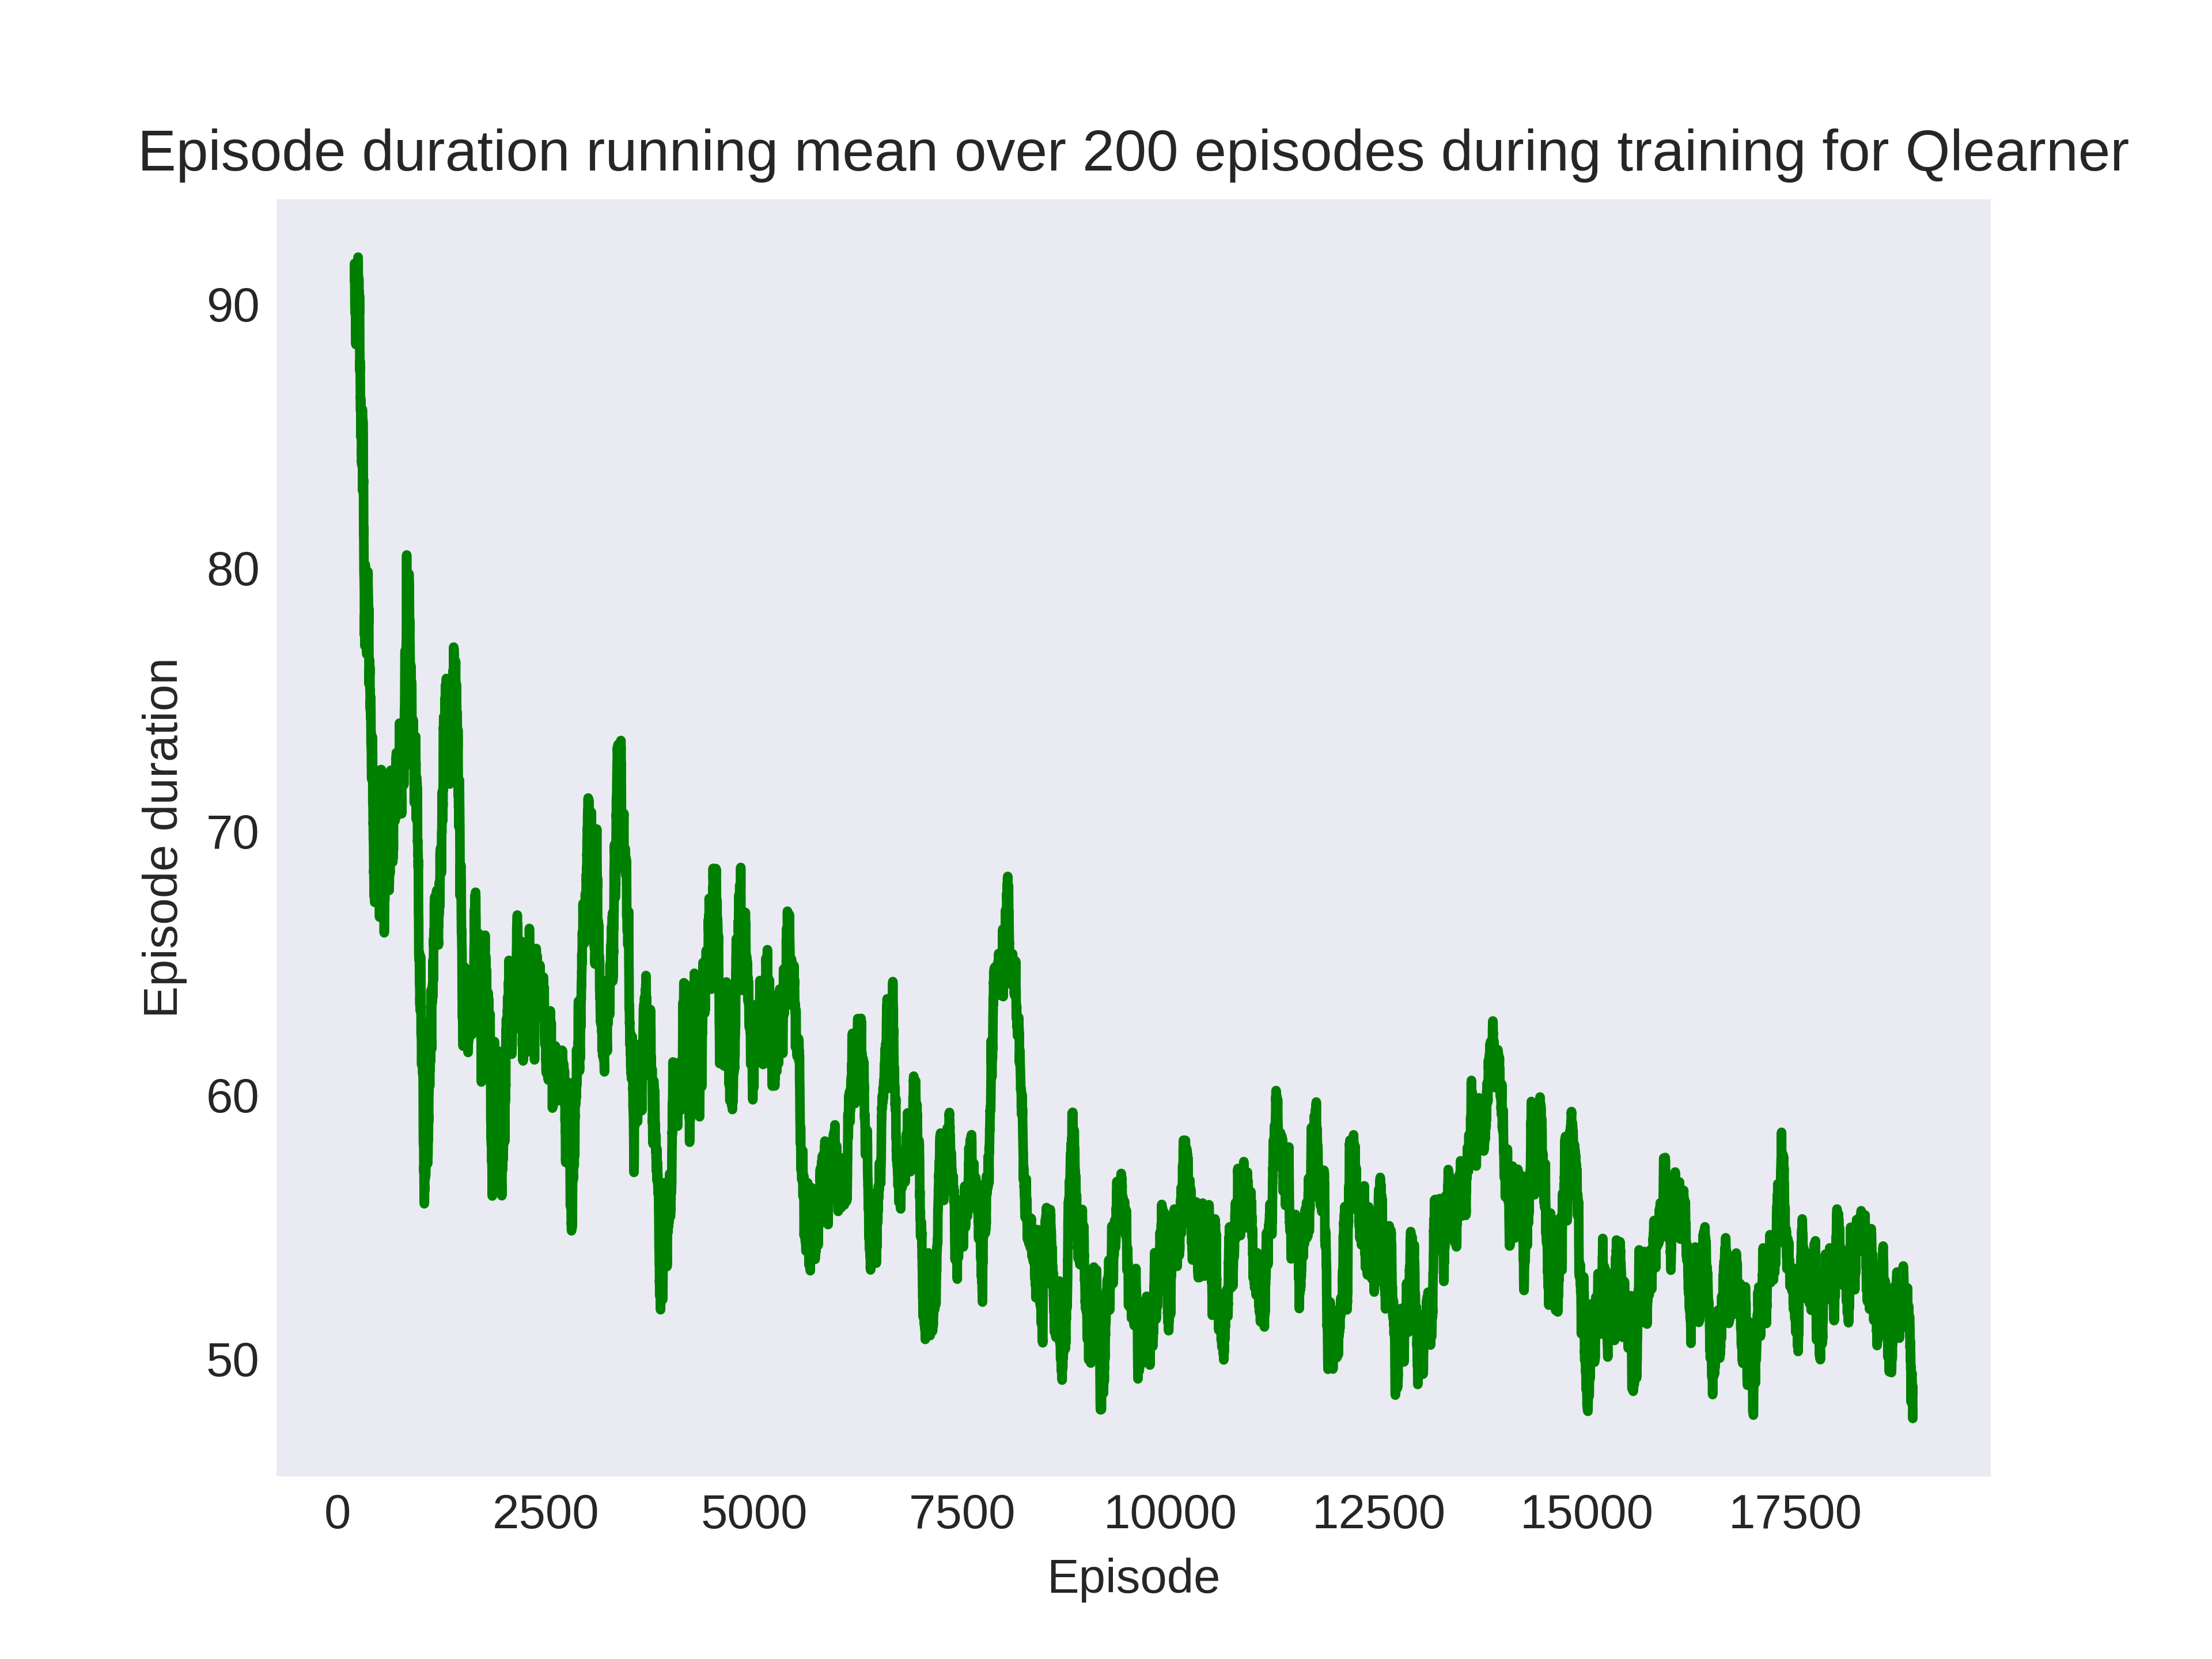 Episode duration running mean over 200 episodes during training for Qlearner
90
80
70
60
50
Episode duration
0 2500 5000 7500 10000 12500 15000 17500
Episode